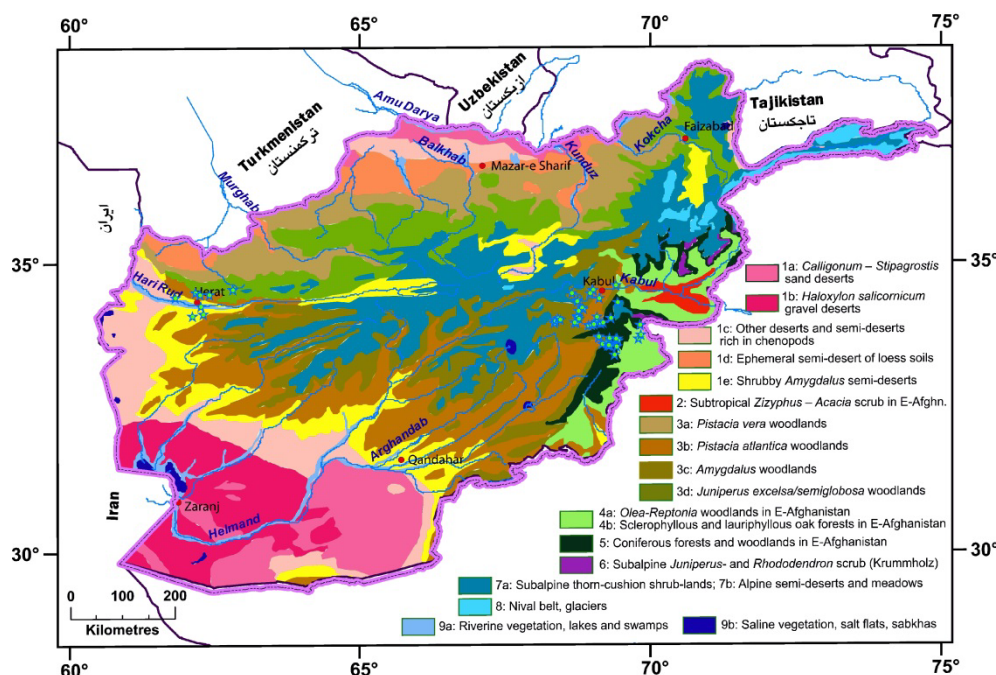 60°
65°
70°
75°
Uzbekistan
ازبکستان
Tajikistan
تاجکستان
Turkmenistan
ترکمنستان
Amu Darya
Kokcha
Faizabad
Balkhab
Kunduz
Mazar-e Sharif
Murghab
ایران
35°
35°
Hari Rud
Herat
Kabul
Kabul
1a: Calligonum – Stipagrostis
sand deserts
1b: Haloxylon salicornicum
gravel deserts
1c: Other deserts and semi-deserts
rich in chenopods
1d: Ephemeral semi-desert of loess soils
1e: Shrubby Amygdalus semi-deserts
2: Subtropical Zizyphus – Acacia scrub in E-Afghn.
3a: Pistacia vera woodlands
3b: Pistacia atlantica woodlands
3c: Amygdalus woodlands
3d: Juniperus excelsa/semiglobosa woodlands
Arghandab
Qandahar
Iran
Zaranj
Helmand
4a: Olea-Reptonia woodlands in E-Afghanistan
4b: Sclerophyllous and lauriphyllous oak forests in E-Afghanistan
5: Coniferous forests and woodlands in E-Afghanistan
6: Subalpine Juniperus- and Rhododendron scrub (Krummholz)
30°
30°
7a: Subalpine thorn-cushion shrub-lands; 7b: Alpine semi-deserts and meadows
8: Nival belt, glaciers
9a: Riverine vegetation, lakes and swamps
9b: Saline vegetation, salt flats, sabkhas
0 100 200
Kilometres
60°
65°
70°
75°